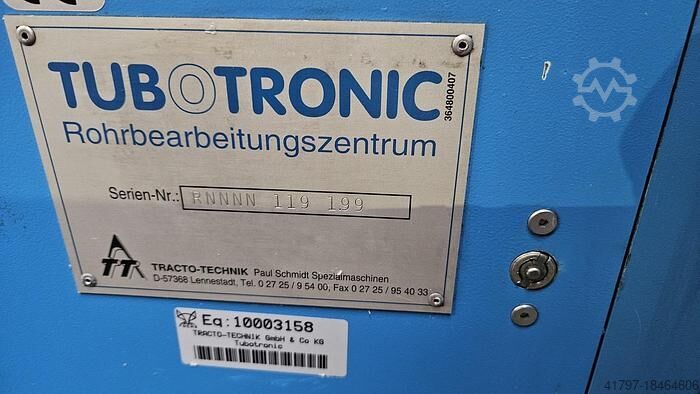 TUBOTRONIC
364800407
Rohrbearbeitungszentrum
Serien-Nr.: RNNNN 119 199
TT
TRACTO-TECHNIK Paul Schmidt Spezialmaschinen
D-57368 Lennestadt, Tel. 0 27 25 / 9 54 00, Fax 0 27 25 / 95 40 33
Eq:10003158
TRACTO-TECHNIK GmbH & Co KG
Tubotronic
41797-18464606